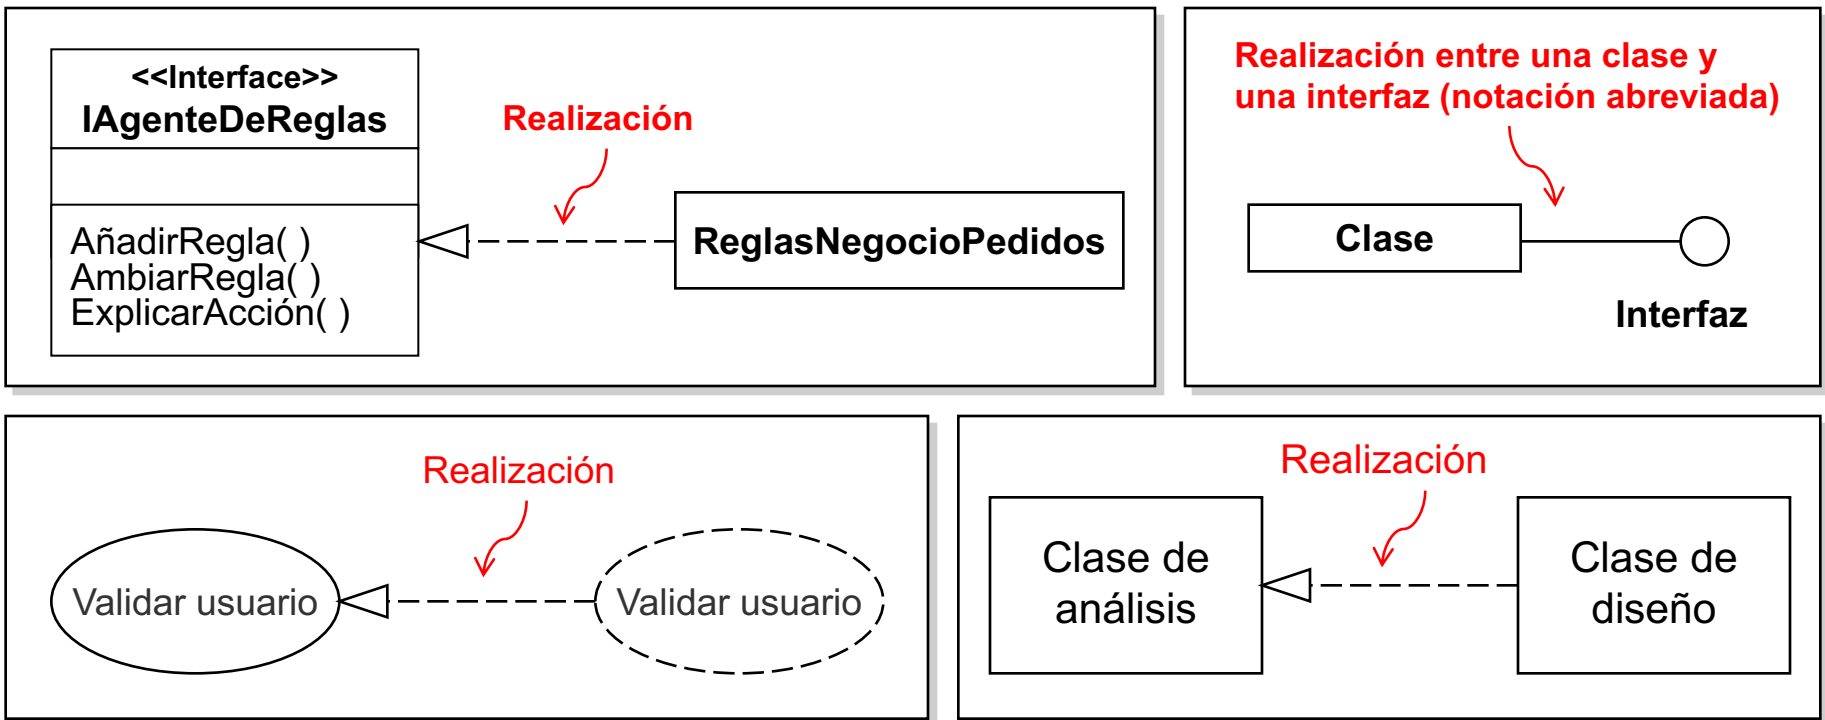 <<Interface>>
IAgenteDeReglas
AñadirRegla( )
AmbiarRegla( )
ExplicarAcción( )
Realización
ReglasNegocioPedidos
Realización entre una clase y
una interfaz (notación abreviada)
Clase
Interfaz
Realización
Validar usuario
Validar usuario
Realización
Clase de
análisis
Clase de
diseño